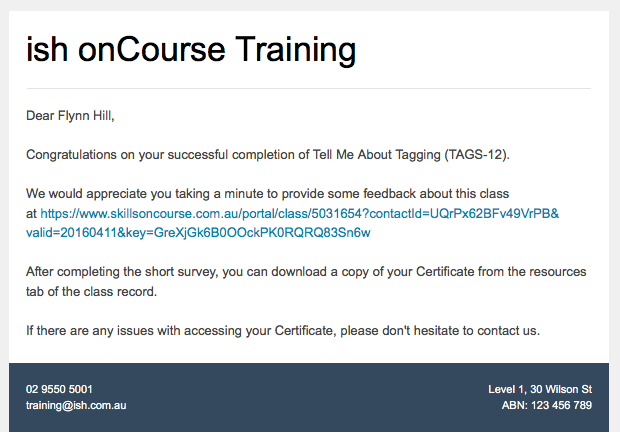 ish onCourse Training
Dear Flynn Hill,
Congratulations on your successful completion of Tell Me About Tagging (TAGS-12).
We would appreciate you taking a minute to provide some feedback about this class
at https://www.skillsoncourse.com.au/portal/class/5031654?contactId=UQrPx62BFv49VrPB&
valid=20160411&key=GreXjGk6B0OOckPK0RQRQ83Sn6w
After completing the short survey, you can download a copy of your Certificate from the resources
tab of the class record.
If there are any issues with accessing your Certificate, please don't hesitate to contact us.
02 9550 5001
training@ish.com.au
Level 1, 30 Wilson St
ABN: 123 456 789